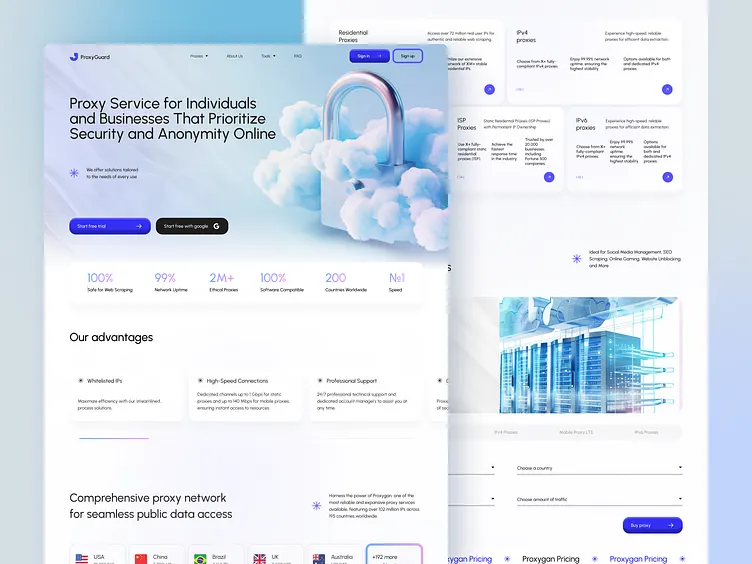 ProxyGuard
Proxies
About Us
Tools
FAQ
Sign in
Sign up
Proxy Service for Individuals
and Businesses That Prioritize
Security and Anonymity Online
We offer solutions tailored
to the needs of every use
Start free trial
Start free with google
100%
Safe for Web Scraping
99%
Network Uptime
2M+
Ethical Proxies
100%
Software Compatible
200
Countries Worldwide
№1
Speed
Our advantages
Whitelisted IPs
Maximize efficiency with our streamlined
process solutions.
High-Speed Connections
Dedicated channels up to 1 Gbps for static
proxies and up to 140 Mbps for mobile proxies
ensuring instant access to resources
Professional Support
24/7 professional technical support and
dedicated account managers to assist you at
any time.
Comprehensive proxy network
for seamless public data access
Harness the power of Proxygan: one of the
most reliable and expansive proxy services
available, featuring over 102 million IPs across
195 countries worldwide.
USA
China
Brazil
UK
Australia
+192 more
Residential
Proxies
Access over 72 million real user IPs for
authentic and reliable web scraping.
IPv4
proxies
Experience high-speed, reliable
proxies for efficient data extraction.
Choose from X+ fully-
compliant IPv4 proxies
Enjoy 99.99% network
uptime, ensuring the
highest stability
Options available for both
and dedicated IPv4
proxies
ISP
Proxies
Static Residential Proxies (ISP Proxies)
with Permanent IP Ownership
Use X+ fully-
compliant static
residential
proxies (ISP)
Achieve the
fastest
response time
in the industry
Trusted by over
20,000
businesses,
including
Fortune 500
companies
IPv6
proxies
Experience high-speed, reliable
proxies for efficient data extraction.
Choose from X+
fully-compliant
IPv4 proxies
Enjoy 99.99%
network
uptime,
ensuring the
highest stability
Options
available for
both and
dedicated IPv4
proxies
Ideal for Social Media Management, SEO
Scraping, Online Gaming, Website Unblocking,
and More
IPv4 Proxies
Mobile Proxy LTE
IPv6 Proxies
Choose a country
Choose amount of traffic
Buy proxy
xygan Pricing
Proxygan Pricing
Proxygan Pricing